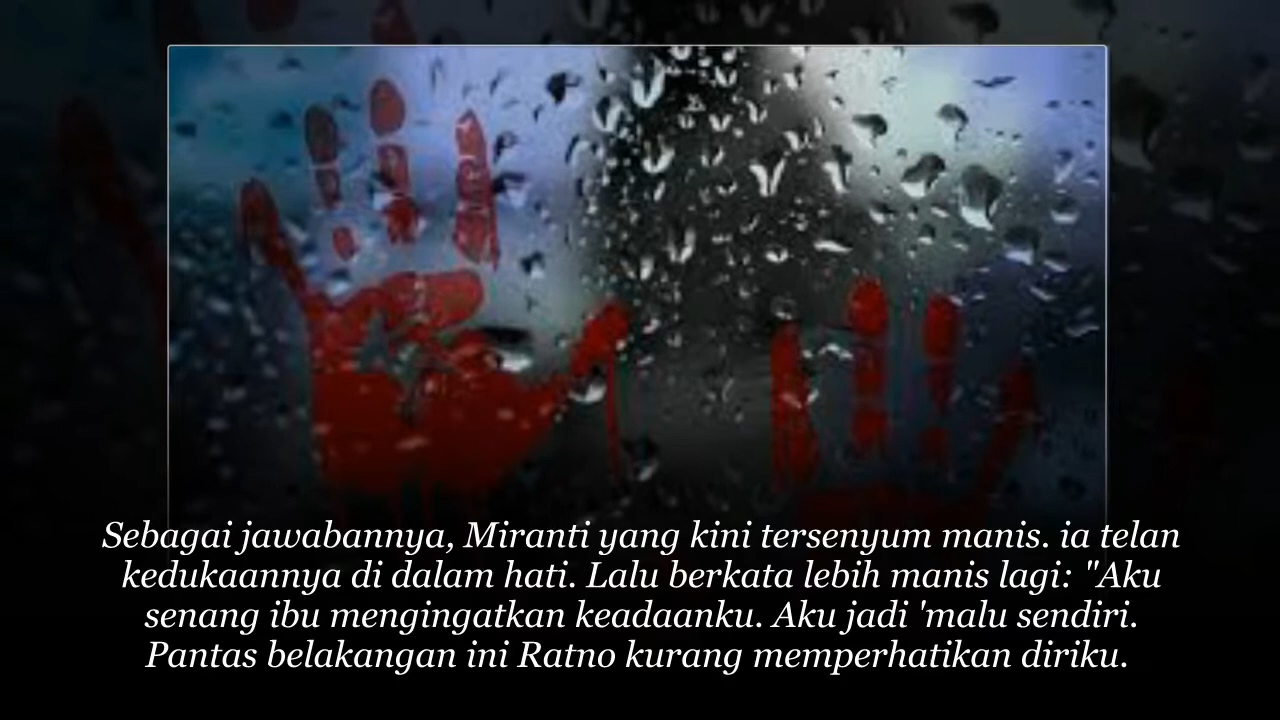 Sebagai jawabannya, Miranti yang kini tersenyum manis. ia telan
kedukaannya di dalam hati. Lalu berkata lebih manis lagi: "Aku
senang ibu mengingatkan keadaanku. Aku jadi 'malu sendiri.
Pantas belakangan ini Ratno kurang memperhatikan diriku.